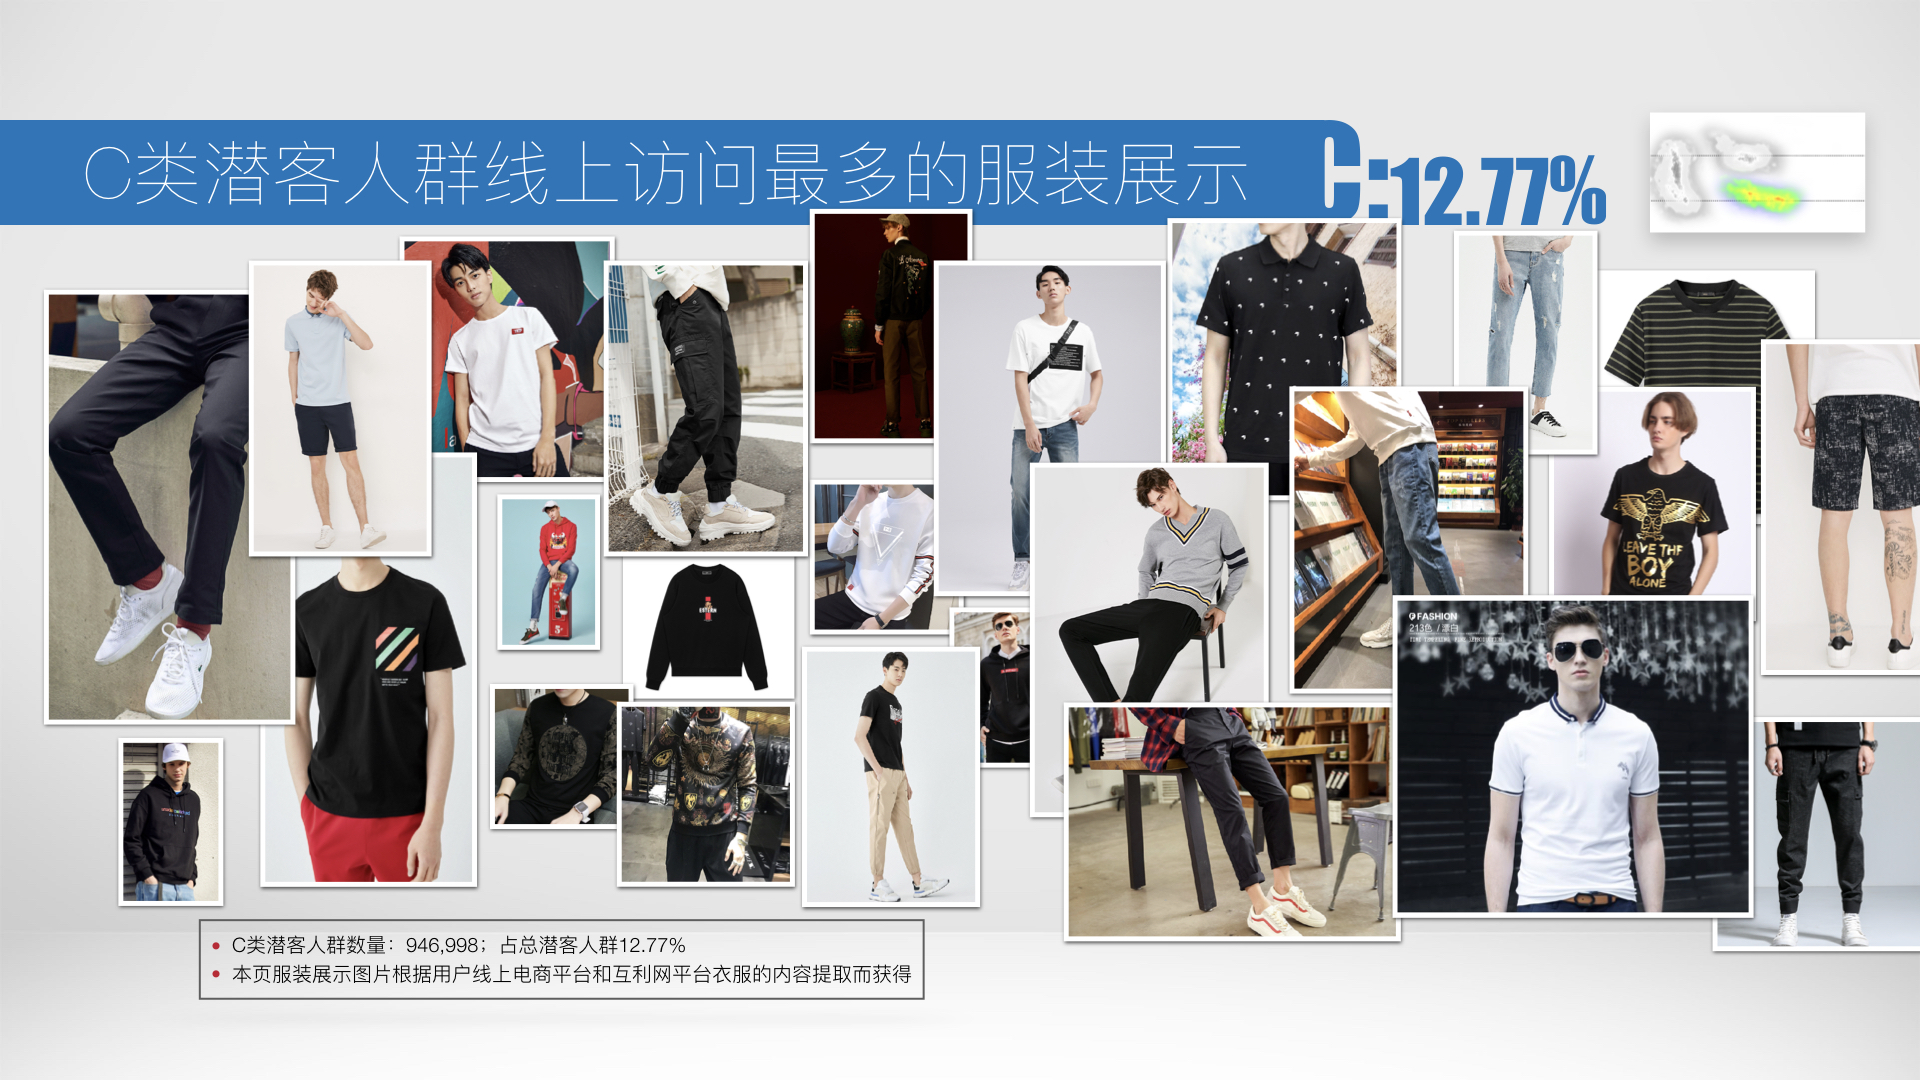 C类潜客人群线上访问最多的服装展示
C:12.77%
FASHION
213色 / 漂白
ESTERN
LEAVE THE
BOY
ALONE
C类潜客人群数量：946,998；占总潜客人群12.77%
本页服装展示图片根据用户线上电商平台和互利网平台衣服的内容提取而获得